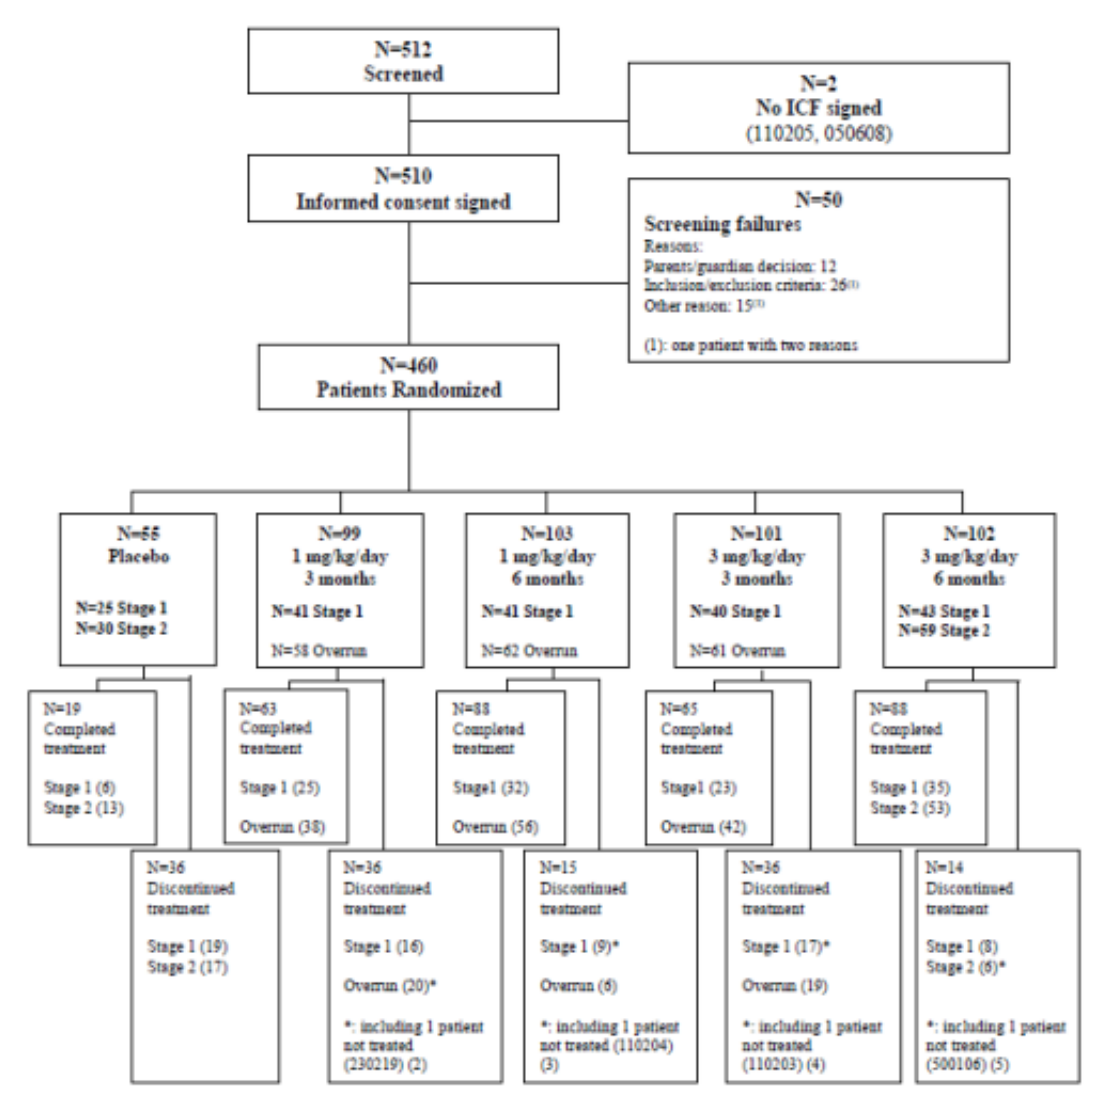 N=512
Screened
N=2
No ICF signed
(110205, 050608)
N=510
Informed consent signed
N=50
Screening failures
Reasons:
Parents/guardian decision: 12
Inclusion/exclusion criteria: 26(1)
Other reason: 15(1)
(1): one patient with two reasons
N=460
Patients Randomized
N=55
Placebo
N=25 Stage 1
N=30 Stage 2
N=99
1 mg/kg/day
3 months
N=41 Stage 1
N=58 Overrun
N=103
1 mg/kg/day
6 months
N=41 Stage 1
N=62 Overrun
N=101
3 mg/kg/day
3 months
N=40 Stage 1
N=61 Overrun
N=102
3 mg/kg/day
6 months
N=43 Stage 1
N=59 Stage 2
N=19
Completed
treatment
Stage 1 (6)
Stage 2 (13)
N=63
Completed
treatment
Stage 1 (25)
Overrun (38)
N=88
Completed
treatment
Stage1 (32)
Overrun (56)
N=65
Completed
treatment
Stage1 (23)
Overrun (42)
N=88
Completed
treatment
Stage 1 (35)
Stage 2 (53)
N=36
Discontinued
treatment
Stage 1 (19)
Stage 2 (17)
N=36
Discontinued
treatment
Stage 1 (16)
Overrun (20)*
*: including 1 patient
not treated
(230219) (2)
N=15
Discontinued
treatment
Stage 1 (9)*
Overrun (6)
*: including 1 patient
not treated (110204)
(3)
N=36
Discontinued
treatment
Stage 1 (17)*
Overrun (19)
*: including 1 patient
not treated
(110203) (4)
N=14
Discontinued
treatment
Stage 1 (8)
Stage 2 (6)*
*: including 1 patient
not treated
(500106) (5)